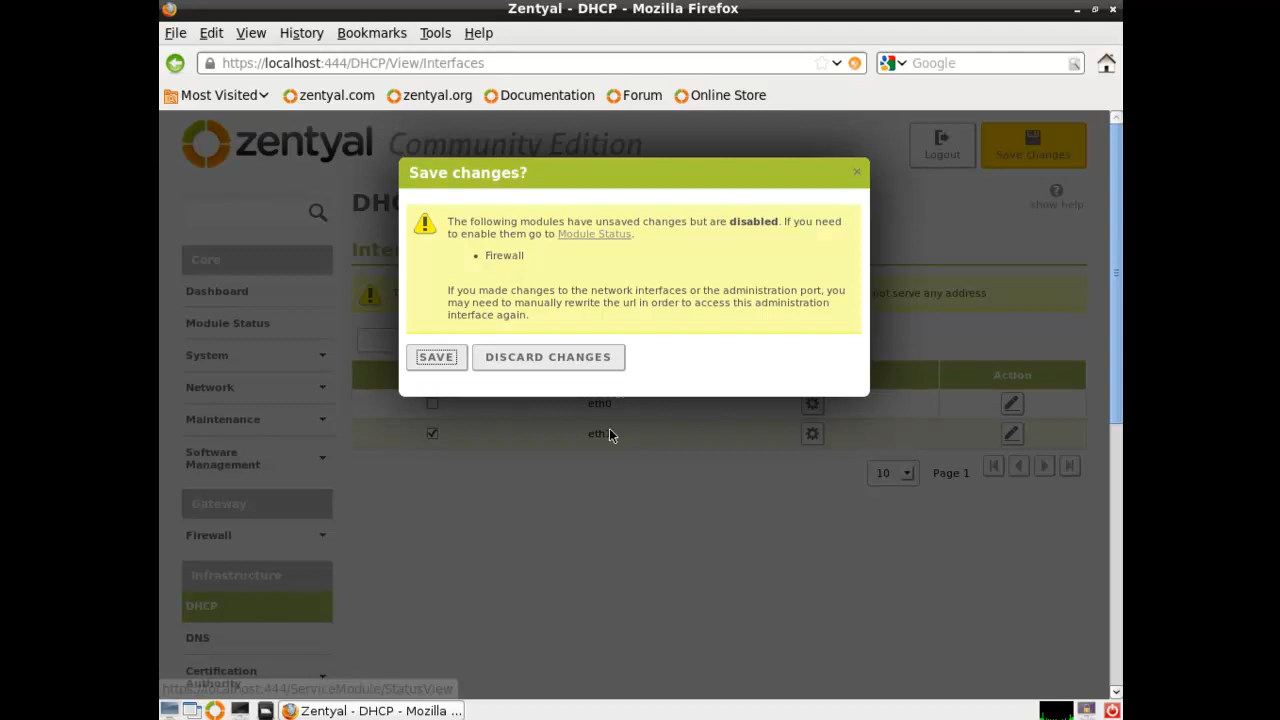 Zentyal - DHCP - Mozilla Firefox
File Edit View History Bookmarks Tools Help
https://localhost:444/DHCP/View/Interfaces
Google
Most Visited
zentyal.com
zentyal.org
Documentation
Forum
Online Store
zentyal Community Edition
Logout
Save changes
show help
Save changes?
The following modules have unsaved changes but are disabled. If you need
to enable them go to Module Status.
• Firewall
If you made changes to the network interfaces or the administration port, you
may need to manually rewrite the url in order to access this administration
interface again.
SAVE
DISCARD CHANGES
not serve any address
Action
eth0
10
Page 1
Core
Dashboard
Module Status
System
Network
Maintenance
Software
Management
Gateway
Firewall
Infrastructure
DHCP
DNS
Certification
Authority
https://localhost:444/ServiceModule/StatusView
Zentyal - DHCP - Mozilla ...